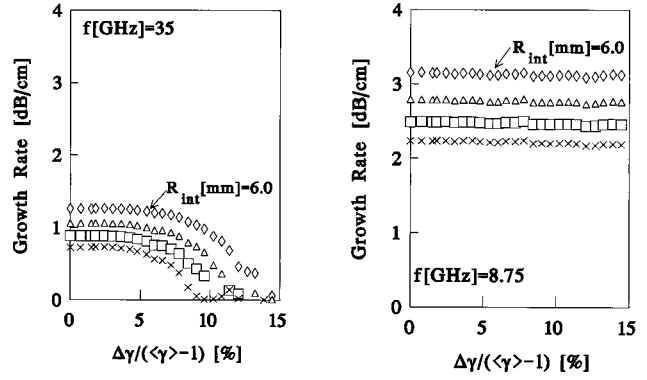 f[GHz]=35
4
3
2
1
0
Growth Rate [dB/cm]
R_int[mm]=6.0
0 5 10 15
Δγ/(<γ>−1) [%]
4
3
2
1
0
Growth Rate [dB/cm]
R_int[mm]=6.0
f[GHz]=8.75
0 5 10 15
Δγ/(<γ>−1) [%]